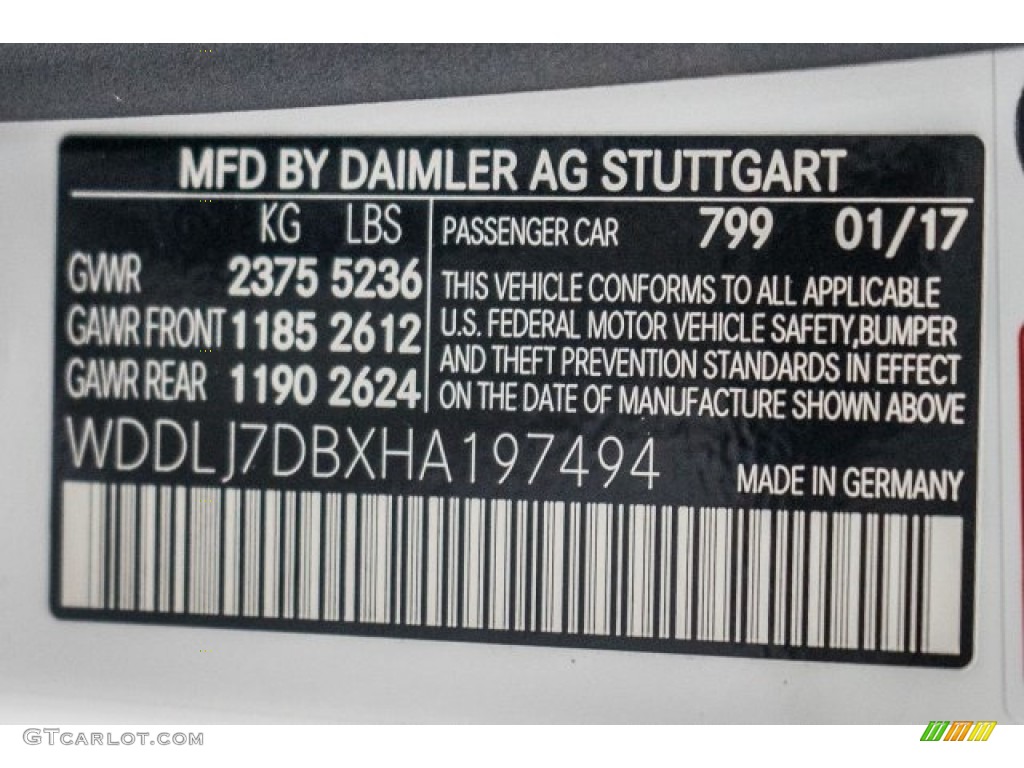 MFD BY DAIMLER AG STUTTGART
KG LBS
GVWR 2375 5236
GAWR FRONT 1185 2612
GAWR REAR 1190 2624
PASSENGER CAR 799 01/17
THIS VEHICLE CONFORMS TO ALL APPLICABLE
U.S. FEDERAL MOTOR VEHICLE SAFETY,BUMPER
AND THEFT PREVENTION STANDARDS IN EFFECT
ON THE DATE OF MANUFACTURE SHOWN ABOVE
WDDLJ7DBXHA197494
MADE IN GERMANY
GTCARLOT.COM